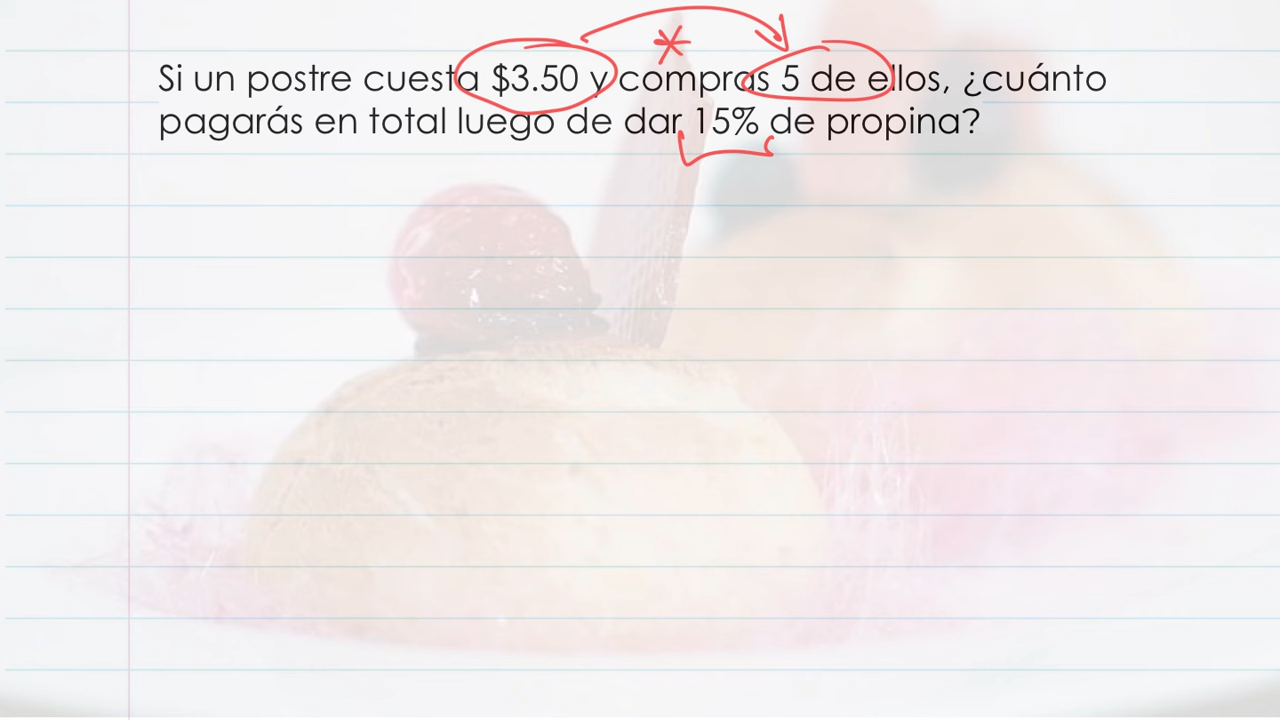 Si un postre cuesta $3.50 y compras 5 de ellos, ¿cuánto
pagarás en total luego de dar 15% de propina?